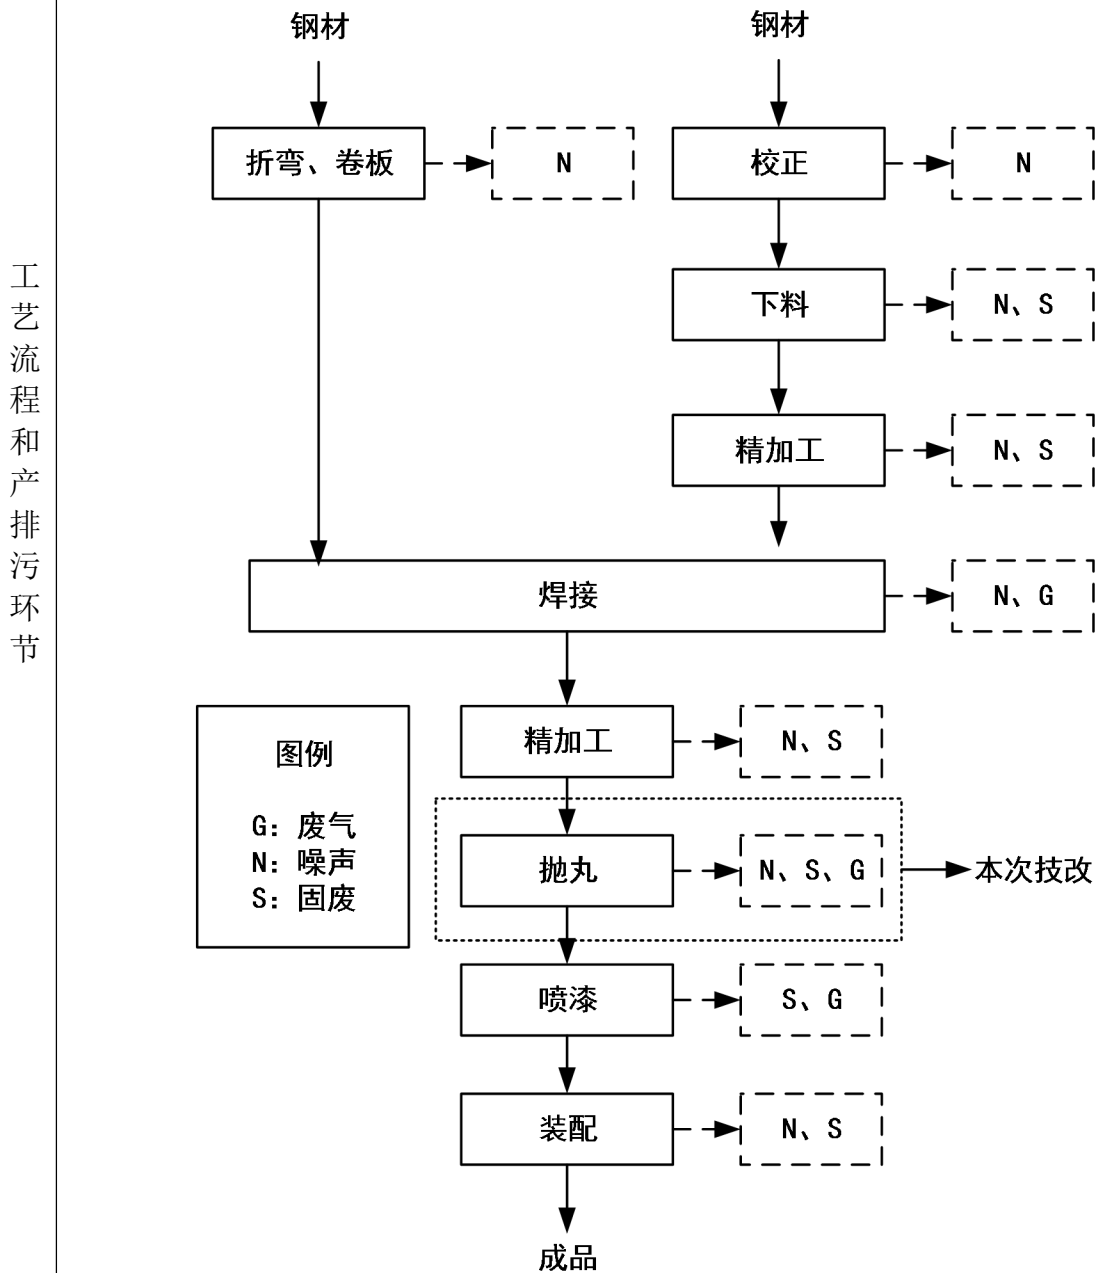 工艺流程和产排污环节
钢材
钢材
折弯、卷板
N
校正
N
下料
N、S
精加工
N、S
焊接
N、G
精加工
N、S
图例
G：废气
N：噪声
S：固废
抛丸
N、S、G
本次技改
喷漆
S、G
装配
N、S
成品